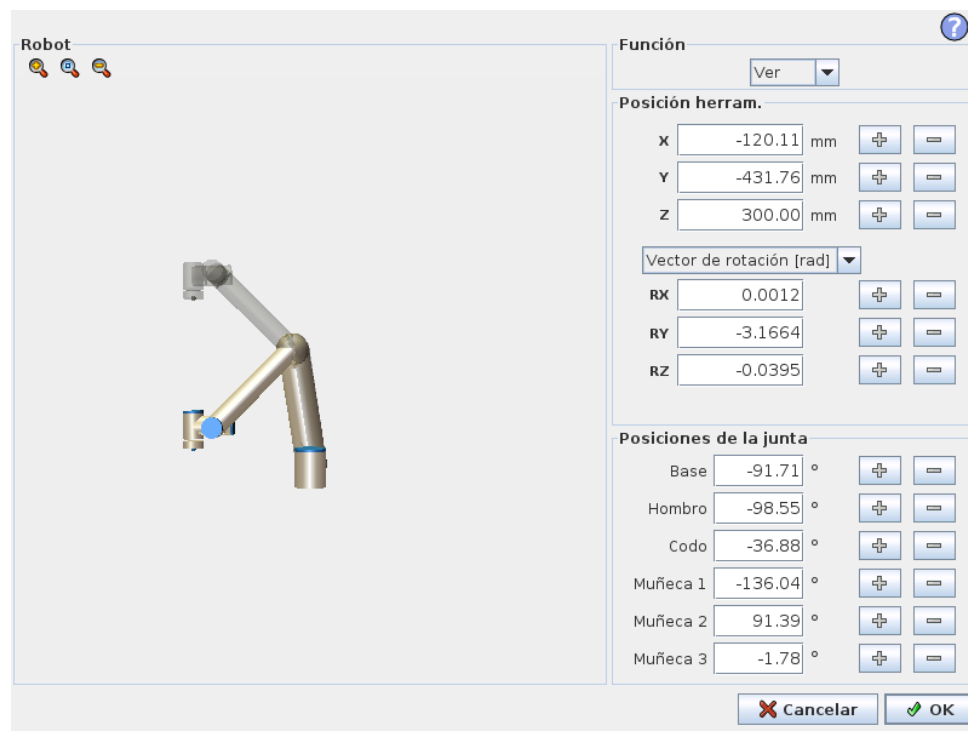 ?
Robot
Función
Ver
Posición herram.
X -120.11 mm
Y -431.76 mm
Z 300.00 mm
Vector de rotación [rad]
RX 0.0012
RY -3.1664
RZ -0.0395
Posiciones de la junta
Base -91.71 º
Hombro -98.55 º
Codo -36.88 º
Muñeca 1 -136.04 º
Muñeca 2 91.39 º
Muñeca 3 -1.78 º
Cancelar
OK